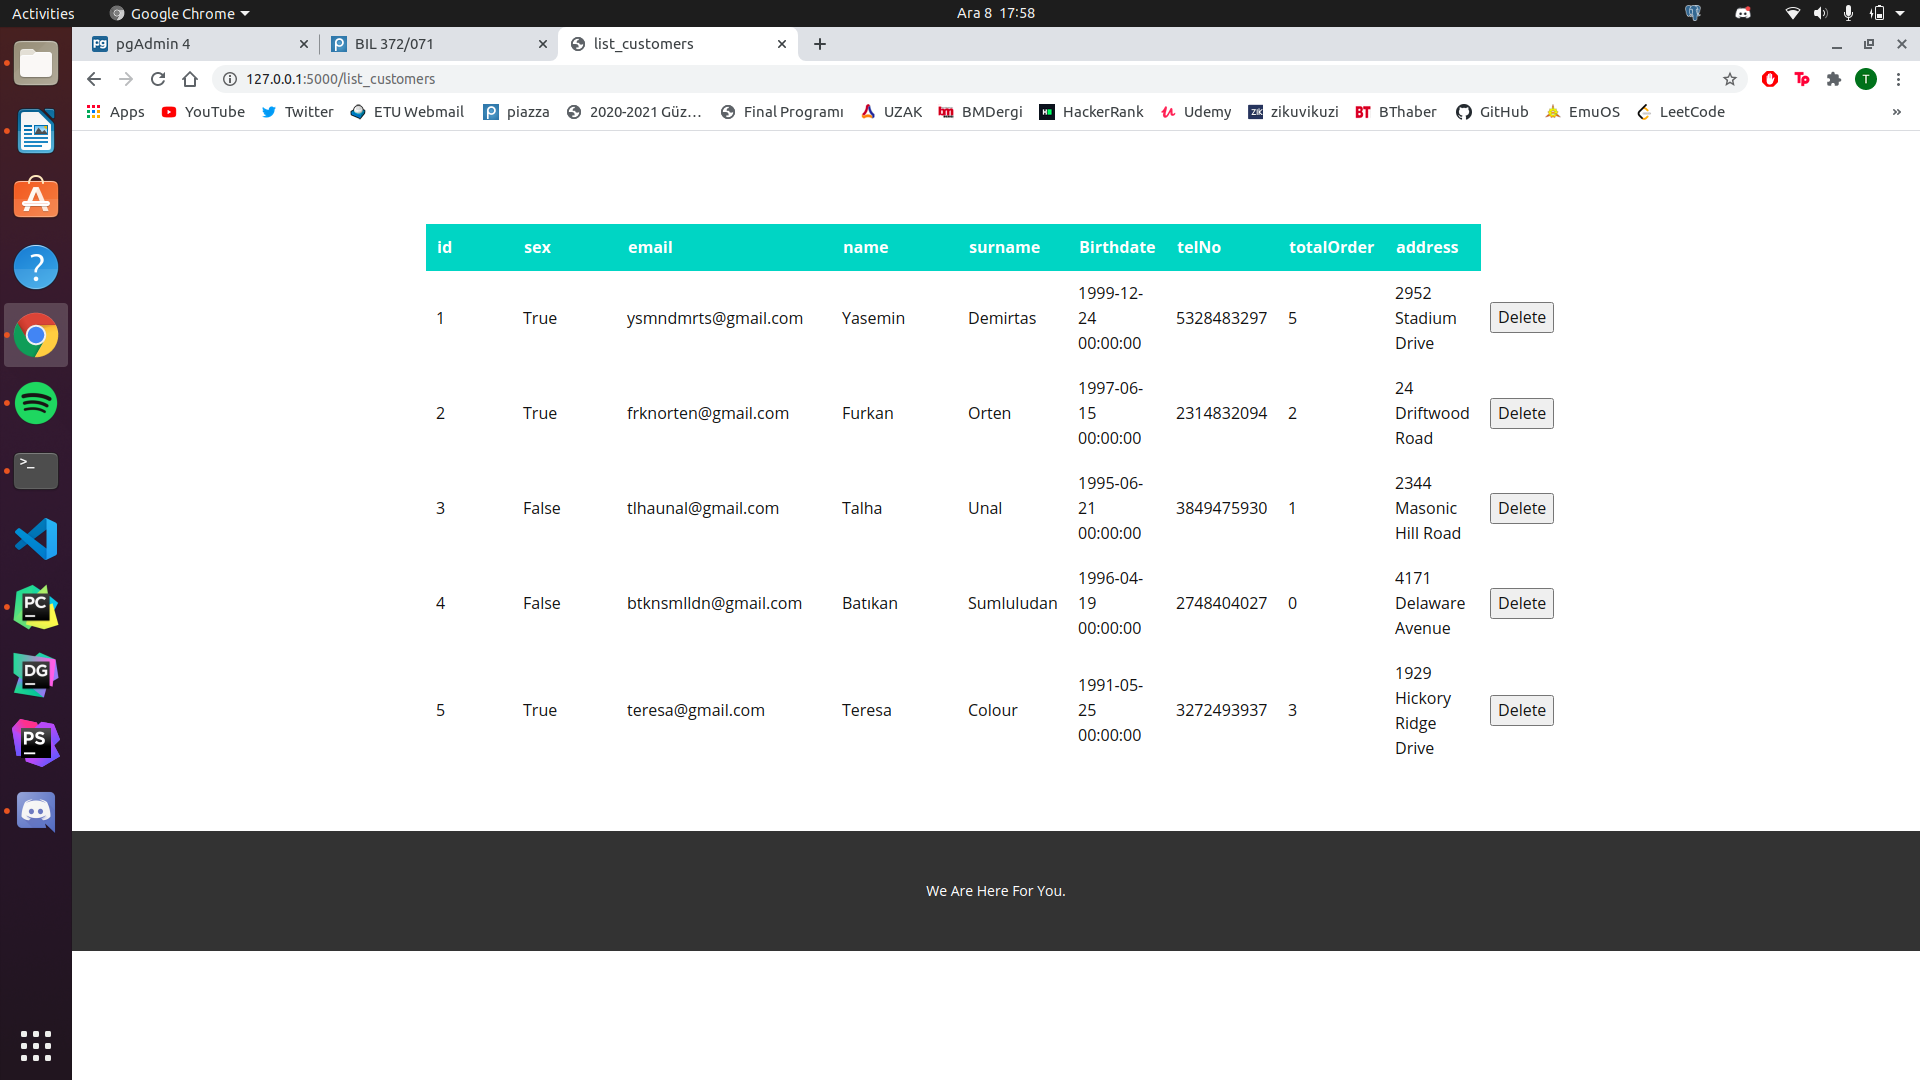 Activities Google Chrome Ara 8 17:58
pgAdmin 4 BIL 372/071 list_customers
127.0.0.1:5000/list_customers T
Apps YouTube Twitter ETU Webmail piazza 2020-2021 Güz… Final Programı UZAK BMDergi HackerRank Udemy zikuvikuzi BThaber GitHub EmuOS LeetCode »
id sex email name surname Birthdate telNo totalOrder address
1 True ysmndmrts@gmail.com Yasemin Demirtas 1999-12-24 00:00:00 5328483297 5 2952 Stadium Drive Delete
2 True frknorten@gmail.com Furkan Orten 1997-06-15 00:00:00 2314832094 2 24 Driftwood Road Delete
3 False tlhaunal@gmail.com Talha Unal 1995-06-21 00:00:00 3849475930 1 2344 Masonic Hill Road Delete
4 False btknsmlldn@gmail.com Batıkan Sumluludan 1996-04-19 00:00:00 2748404027 0 4171 Delaware Avenue Delete
5 True teresa@gmail.com Teresa Colour 1991-05-25 00:00:00 3272493937 3 1929 Hickory Ridge Drive Delete
We Are Here For You.
PC
DG
PS